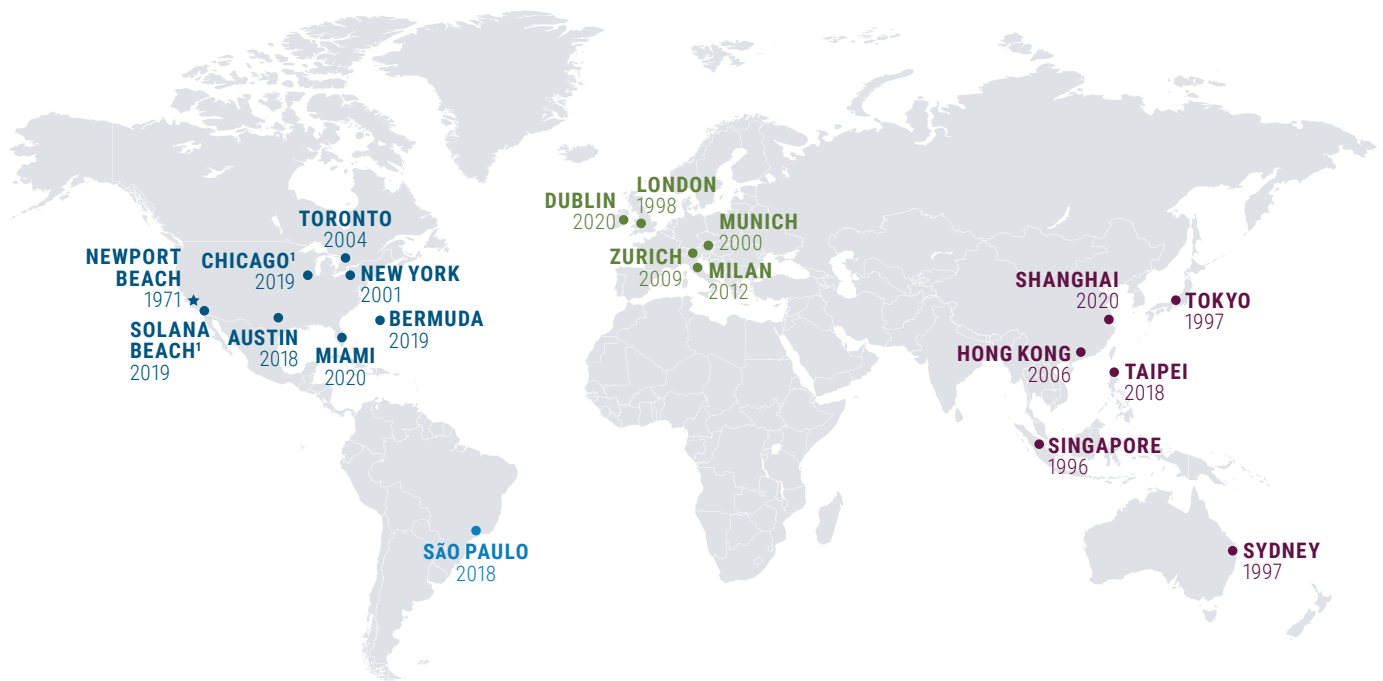 NEWPORT
BEACH
1971
SOLANA
BEACH¹
2019
CHICAGO¹
2019
TORONTO
2004
NEW YORK
2001
AUSTIN
2018
MIAMI
2020
BERMUDA
2019
SÃO PAULO
2018
DUBLIN
2020
LONDON
1998
MUNICH
2000
ZURICH
2009
MILAN
2012
SHANGHAI
2020
TOKYO
1997
HONG KONG
2006
TAIPEI
2018
SINGAPORE
1996
SYDNEY
1997